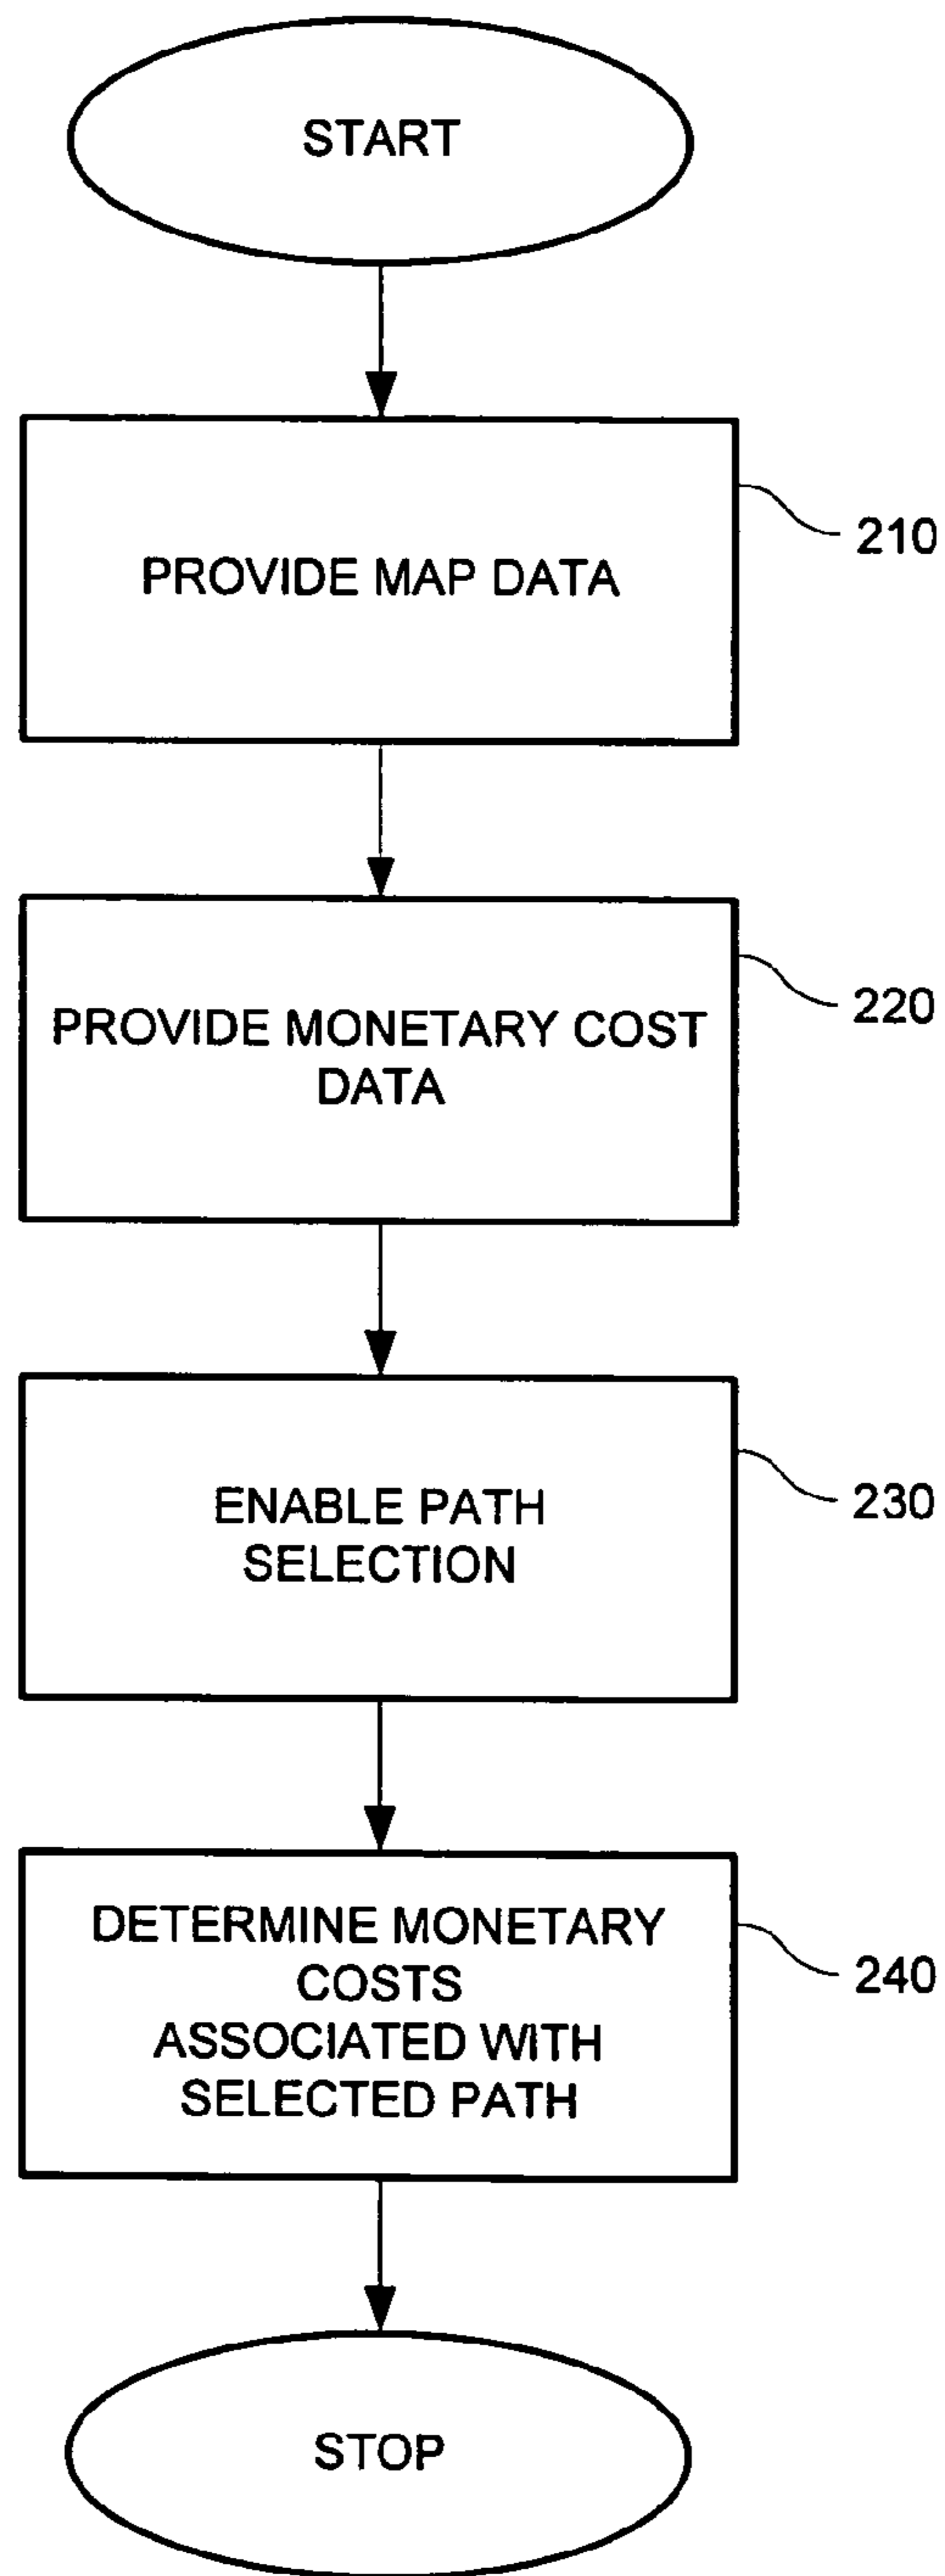 START
PROVIDE MAP DATA
210
PROVIDE MONETARY COST
DATA
220
ENABLE PATH
SELECTION
230
DETERMINE MONETARY
COSTS
ASSOCIATED WITH
SELECTED PATH
240
STOP